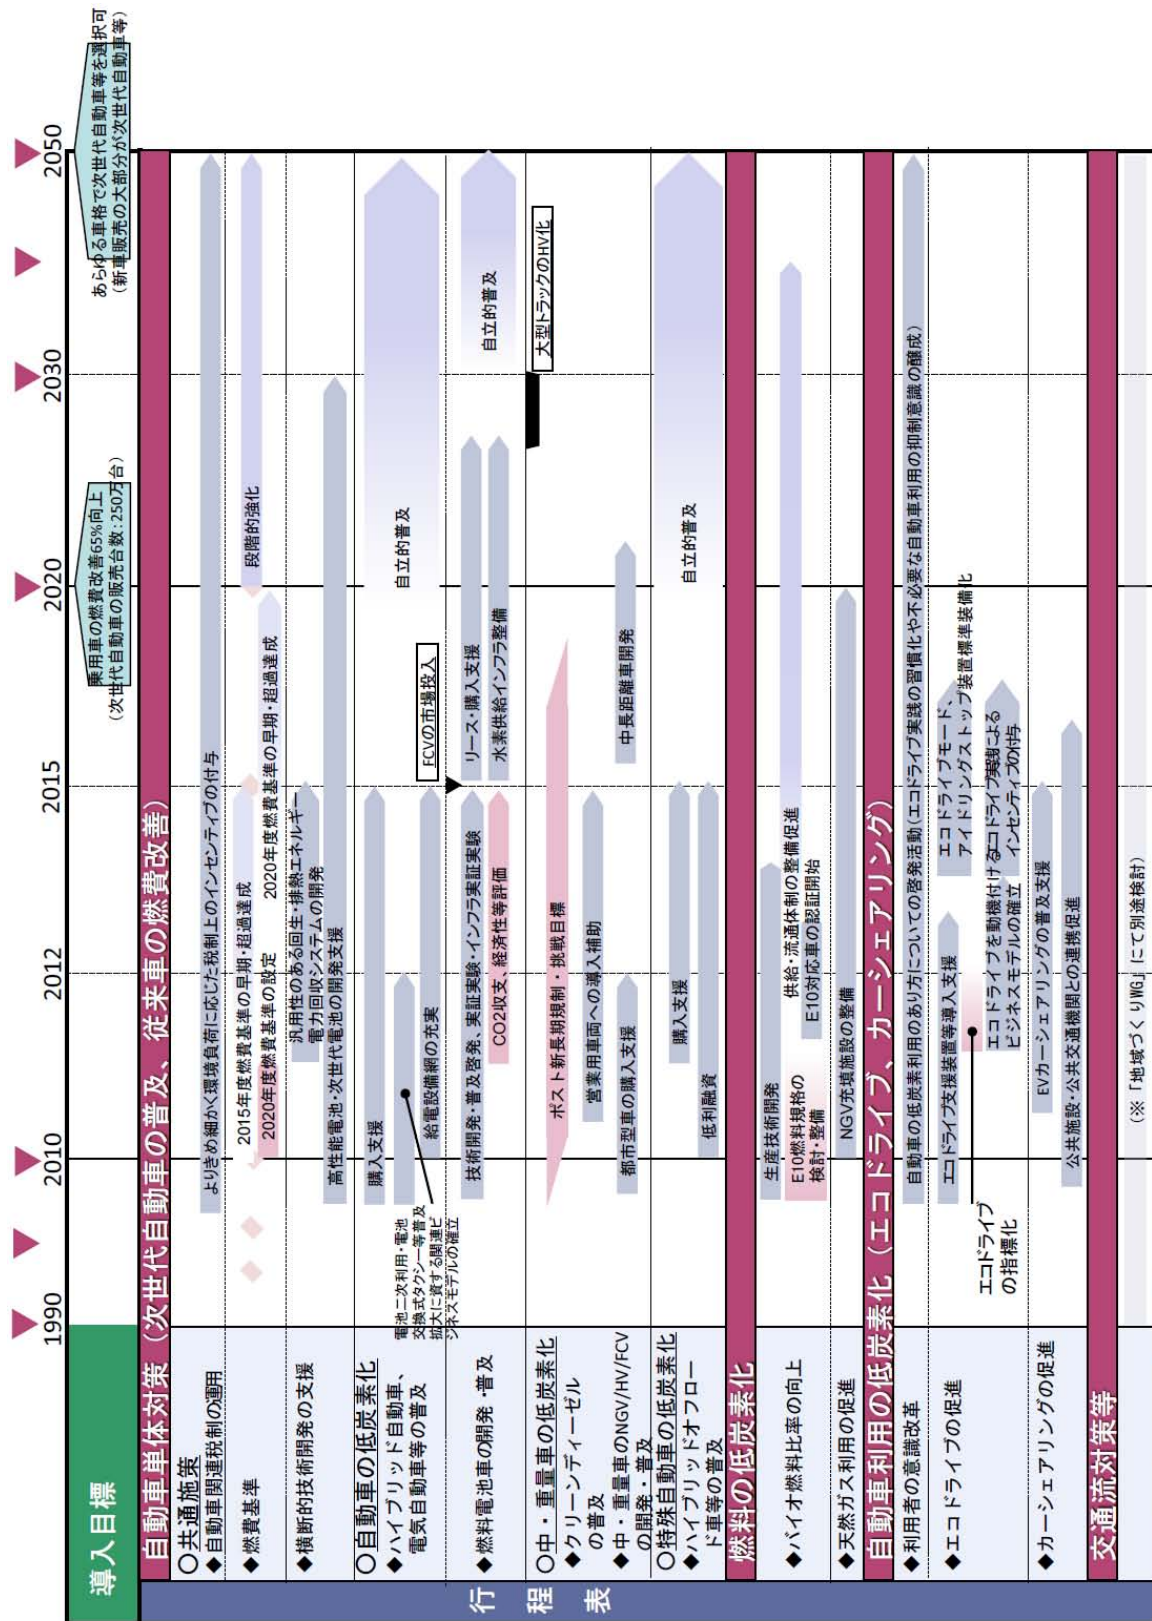 導入目標
1990
2010
2012
2015
2020
2030
2050
乗用車の燃費改善65%向上
(次世代自動車の販売台数:250万台)
あらゆる車格で次世代自動車等を選択可
(新車販売の大部分が次世代自動車等)
行程表
自動車単体対策（次世代自動車の普及、従来車の燃費改善）
○共通施策
◆自動車関連税制の運用
よりきめ細かく環境負荷に応じた税制上のインセンティブの付与
◆燃費基準
2015年度燃費基準の早期・超過達成
段階的強化
2020年度燃費基準の設定
2020年度燃費基準の早期・超過達成
◆横断的技術開発の支援
汎用性のある回生・排熱エネルギー
電力回収システムの開発
高性能電池・次世代電池の開発支援
○自動車の低炭素化
◆ハイブリッド自動車、
電気自動車等の普及
購入支援
電池二次利用・電池
交換式タクシー等普及
拡大に資する関連ビ
ジネスモデルの確立
給電設備網の充実
自立的普及
FCVの市場投入
◆燃料電池車の開発・普及
技術開発・普及啓発、実証実験・インフラ実証実験
リース・購入支援
CO2収支、経済性等評価
水素供給インフラ整備
自立的普及
○中・重量車の低炭素化
大型トラックのHV化
◆クリーンディーゼル
の普及
ポスト新長期規制・挑戦目標
◆中・重量車のNGV/HV/FCV
の開発・普及
営業用車両への導入補助
都市型車の購入支援
中長距離車開発
○特殊自動車の低炭素化
◆ハイブリッドオフロー
ド車等の普及
購入支援
低利融資
自立的普及
燃料の低炭素化
◆バイオ燃料比率の向上
生産技術開発
E10燃料規格の
検討・整備
供給・流通体制の整備促進
E10対応車の認証開始
◆天然ガス利用の促進
NGV充填施設の整備
自動車利用の低炭素化（エコドライブ、カーシェアリング）
◆利用者の意識改革
自動車の低炭素利用のあり方についての啓発活動(エコドライブ実践の習慣化や不必要な自動車利用の抑制意識の醸成)
◆エコドライブの促進
エコドライブ支援装置等導入支援
エコドライブモード、
アイドリングストップ装置標準装備化
エコドライブ
の指標化
エコドライブを動機付ける
ビジネスモデルの確立
エコドライブ実践による
インセンティブの付与
◆カーシェアリングの促進
EVカーシェアリングの普及支援
公共施設・公共交通機関との連携促進
交通流対策等
(※「地域づくりWG」にて別途検討)